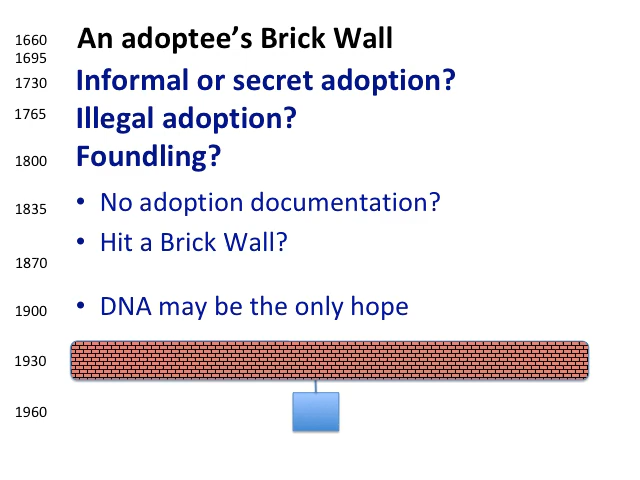 1660
An adoptee’s Brick Wall
1695
1730
Informal or secret adoption?
1765
Illegal adoption?
1800
Foundling?
1835
• No adoption documentation?
• Hit a Brick Wall?
1870
1900
• DNA may be the only hope
1930
1960